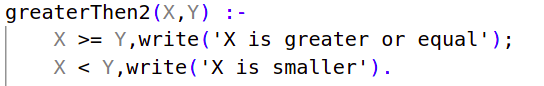 greaterThen2(X,Y) :-
X >= Y,write('X is greater or equal');
X < Y,write('X is smaller').